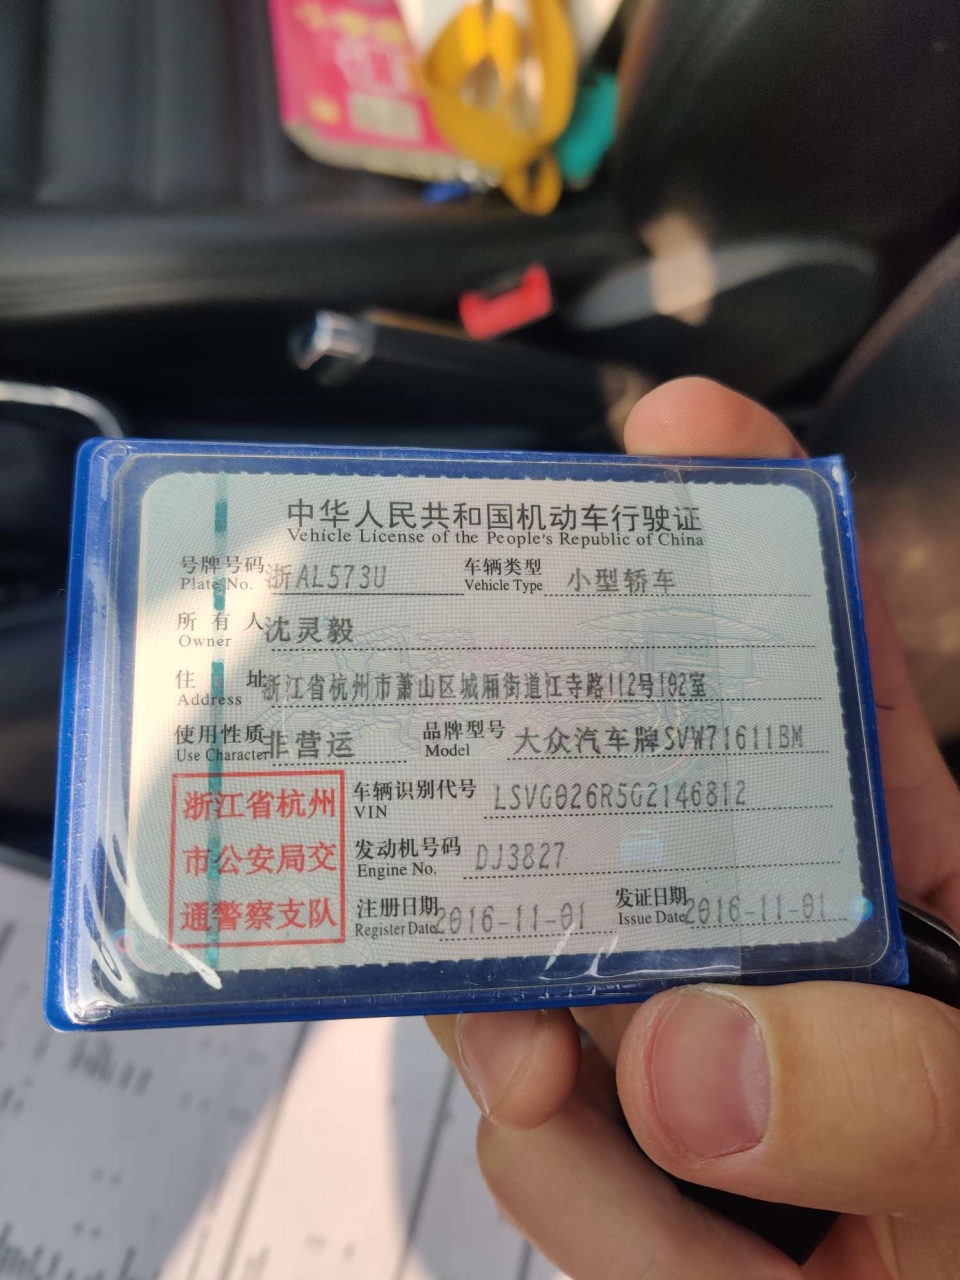 中华人民共和国机动车行驶证
Vehicle License of the People's Republic of China
号牌号码 浙AL573U 车辆类型 小型轿车
Plate No. Vehicle Type
所有人 沈灵毅
Owner
住址 浙江省杭州市萧山区城厢街道江寺路112号102室
Address
使用性质 非营运 品牌型号 大众汽车牌SVW71611BM
Use Character Model
浙江省杭州
市公安局交
通警察支队
车辆识别代号 LSVG026R5G2146812
VIN
发动机号码 DJ3827
Engine No.
注册日期 2016-11-01 发证日期 2016-11-01
Register Date Issue Date